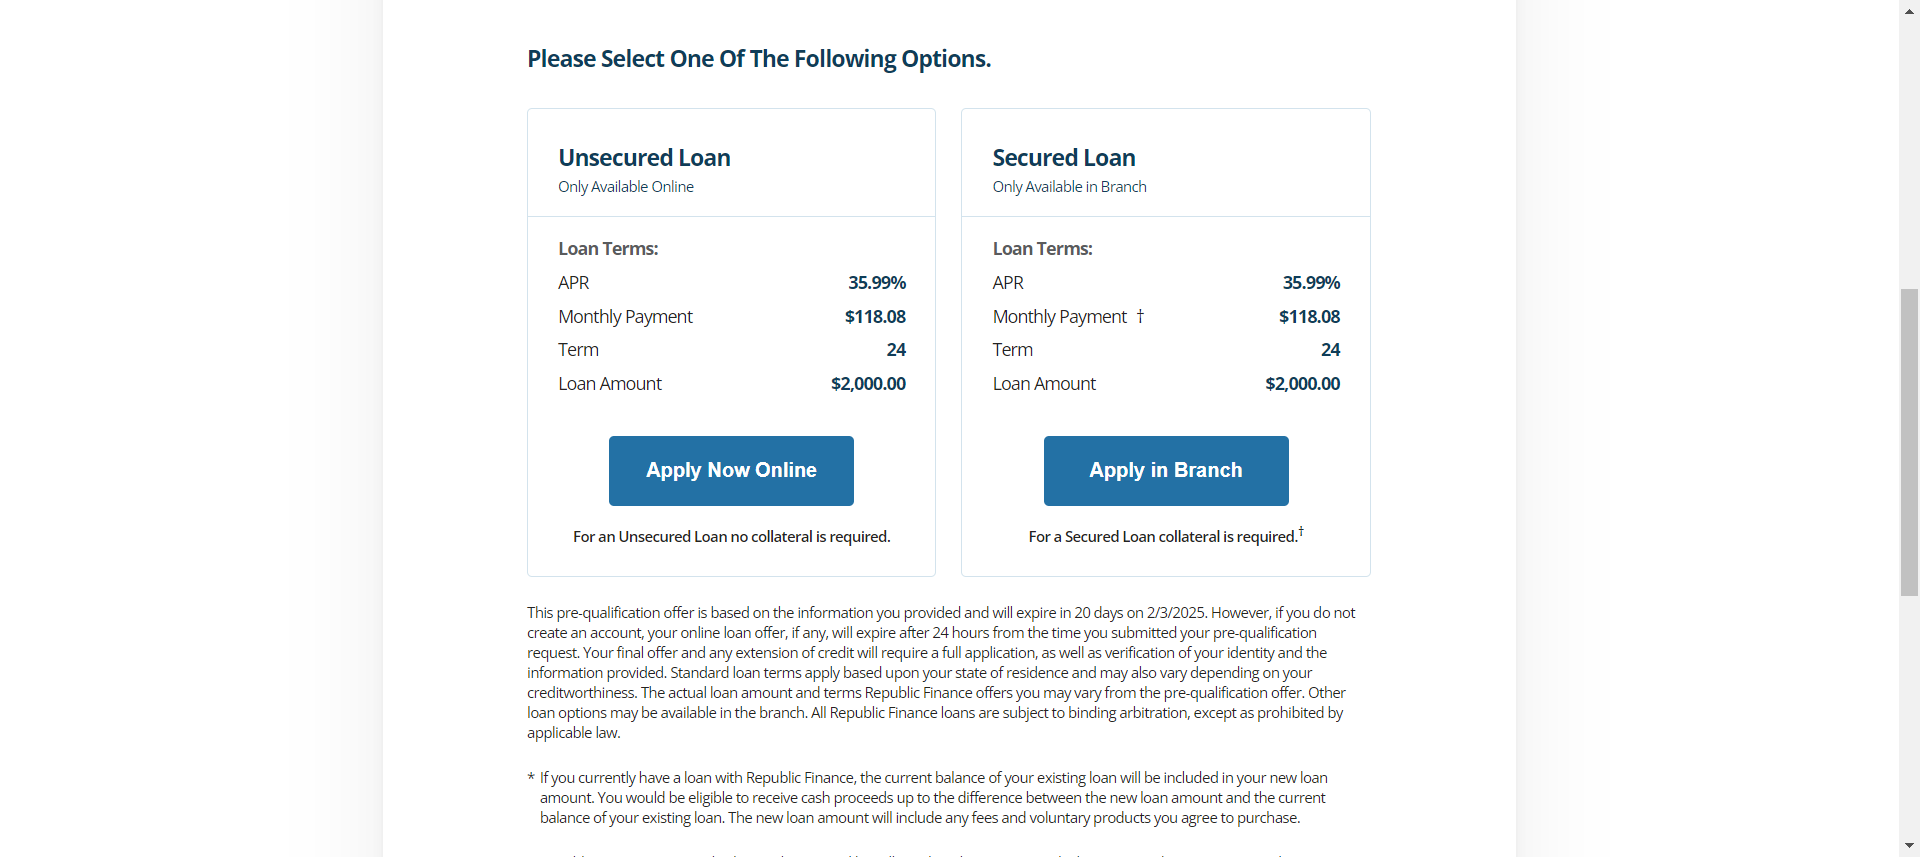 Please Select One Of The Following Options.
Unsecured Loan
Only Available Online
Loan Terms:
APR 35.99%
Monthly Payment $118.08
Term 24
Loan Amount $2,000.00
Apply Now Online
For an Unsecured Loan no collateral is required.
Secured Loan
Only Available in Branch
Loan Terms:
APR 35.99%
Monthly Payment † $118.08
Term 24
Loan Amount $2,000.00
Apply in Branch
For a Secured Loan collateral is required.†
This pre-qualification offer is based on the information you provided and will expire in 20 days on 2/3/2025. However, if you do not
create an account, your online loan offer, if any, will expire after 24 hours from the time you submitted your pre-qualification
request. Your final offer and any extension of credit will require a full application, as well as verification of your identity and the
information provided. Standard loan terms apply based upon your state of residence and may also vary depending on your
creditworthiness. The actual loan amount and terms Republic Finance offers you may vary from the pre-qualification offer. Other
loan options may be available in the branch. All Republic Finance loans are subject to binding arbitration, except as prohibited by
applicable law.
* If you currently have a loan with Republic Finance, the current balance of your existing loan will be included in your new loan
amount. You would be eligible to receive cash proceeds up to the difference between the new loan amount and the current
balance of your existing loan. The new loan amount will include any fees and voluntary products you agree to purchase.